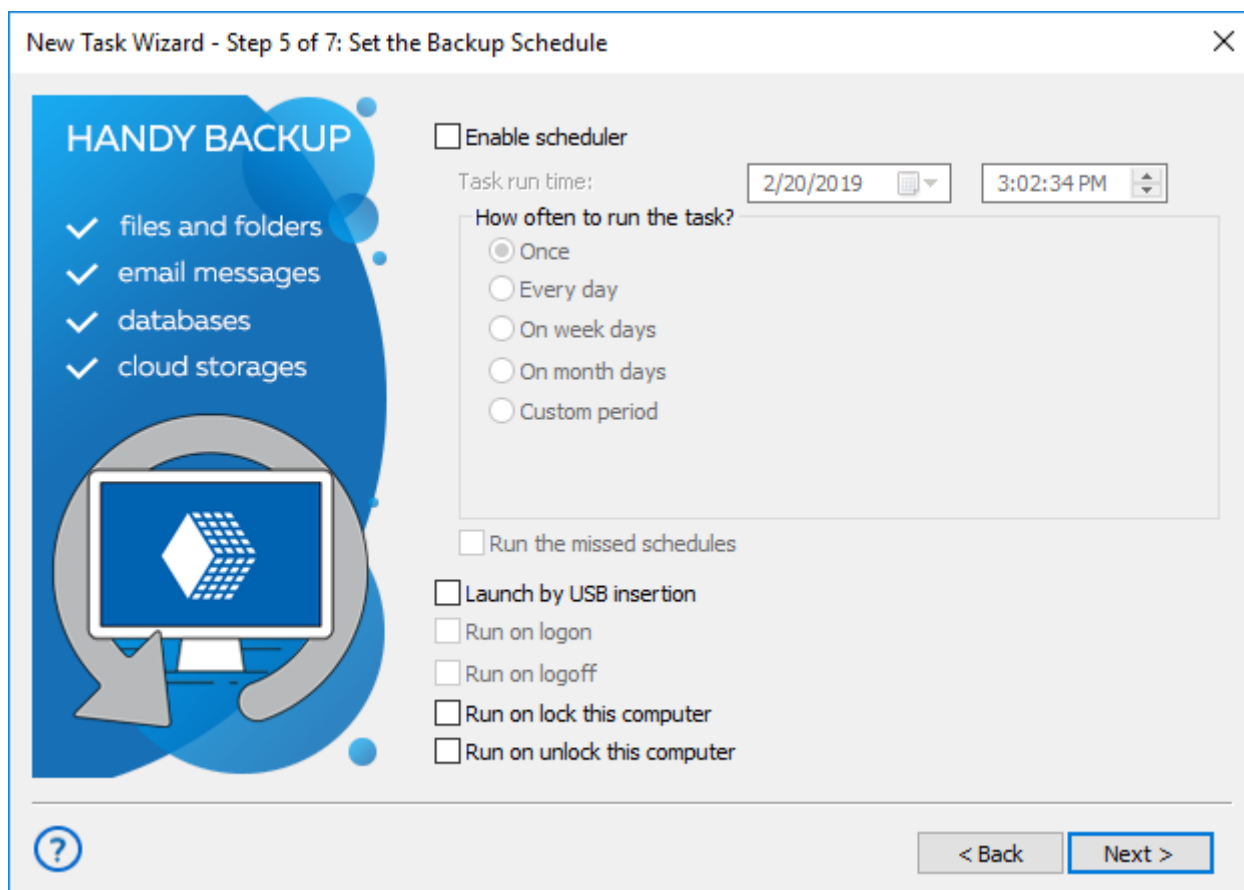 New Task Wizard - Step 5 of 7: Set the Backup Schedule
HANDY BACKUP
files and folders
email messages
databases
cloud storages
Enable scheduler
Task run time: 2/20/2019 3:02:34 PM
How often to run the task?
Once
Every day
On week days
On month days
Custom period
Run the missed schedules
Launch by USB insertion
Run on logon
Run on logoff
Run on lock this computer
Run on unlock this computer
?
< Back Next >